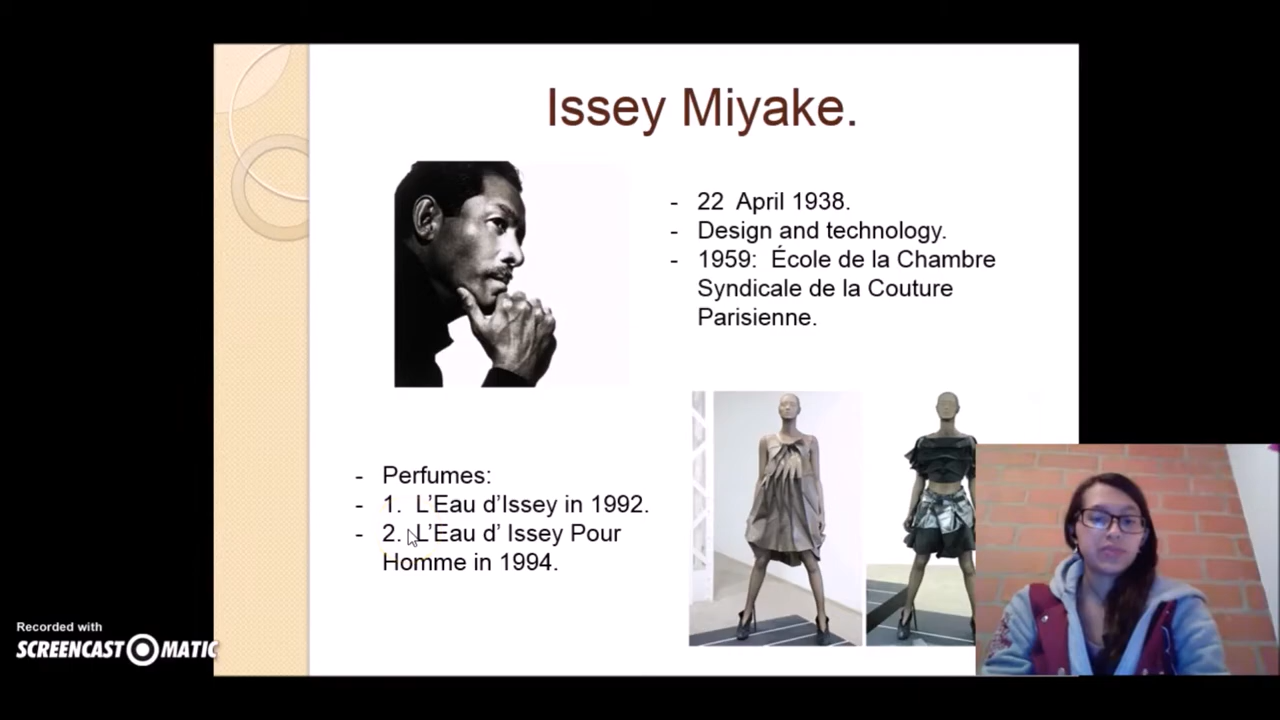 Issey Miyake.
- 22 April 1938.
- Design and technology.
- 1959: École de la Chambre
Syndicale de la Couture
Parisienne.
- Perfumes:
- 1. L'Eau d'Issey in 1992.
- 2. L'Eau d' Issey Pour
Homme in 1994.
Recorded with
SCREENCAST O MATIC